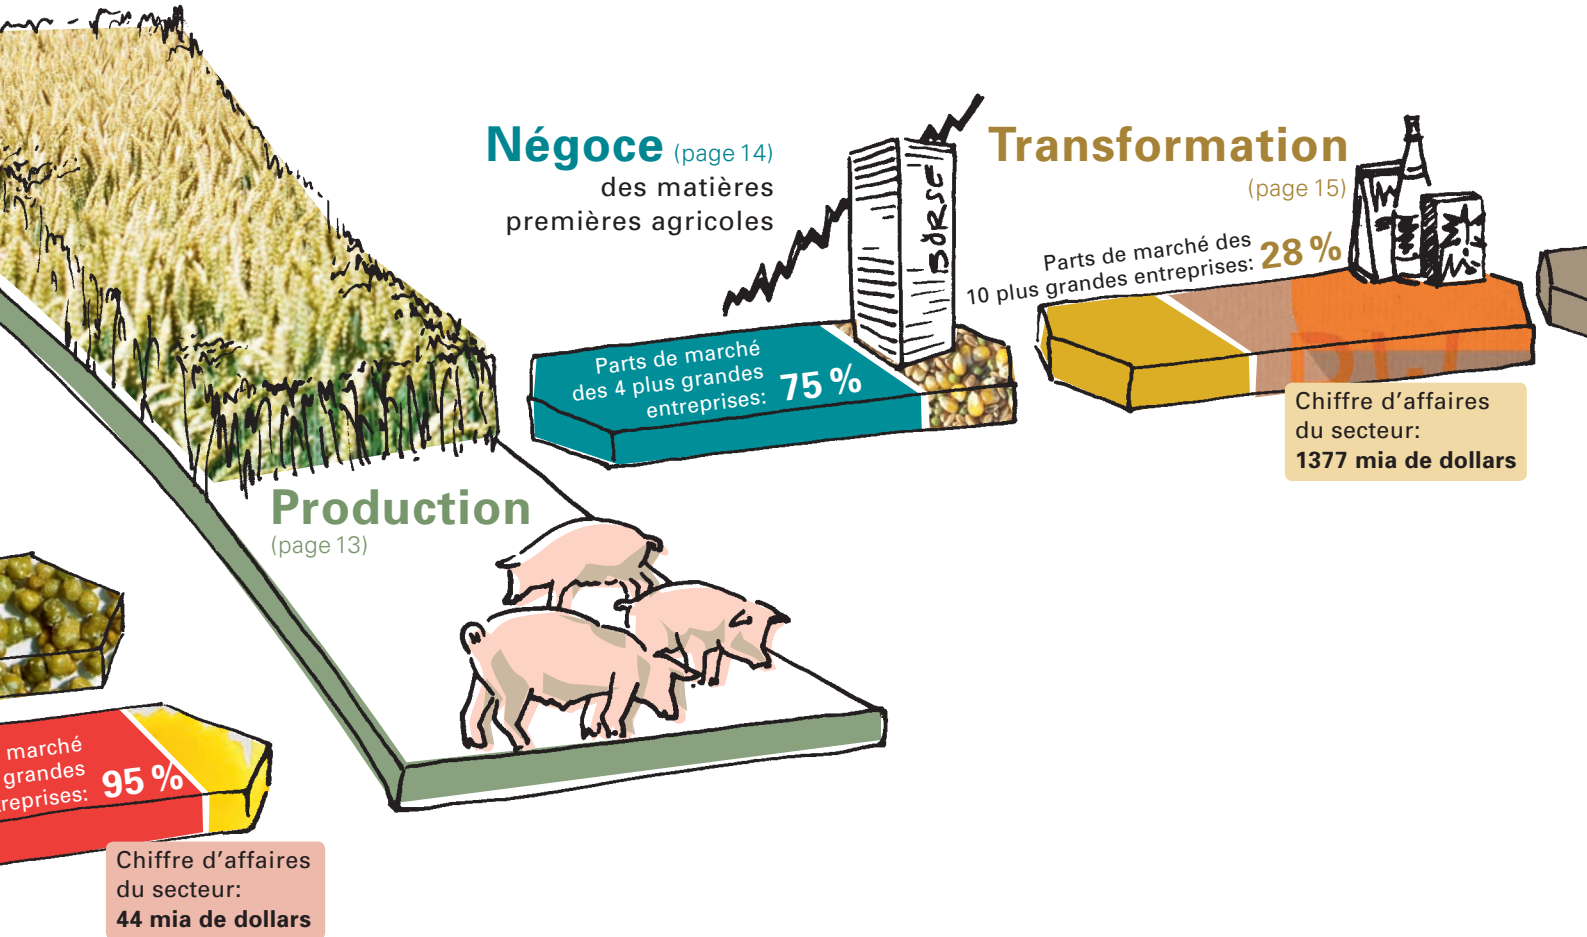 Négoce (page 14)
des matières
premières agricoles
BÖRSE
Parts de marché
des 4 plus grandes
entreprises: 75 %
Transformation
(page 15)
Parts de marché des
10 plus grandes entreprises: 28 %
Chiffre d’affaires
du secteur:
1377 mia de dollars
Production
(page 13)
marché
grandes
reprises: 95 %
Chiffre d’affaires
du secteur:
44 mia de dollars